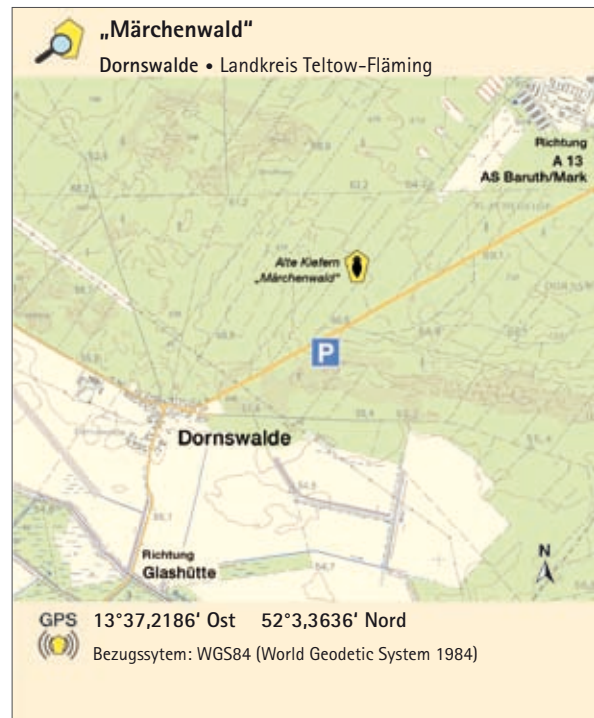 „Märchenwald“
Dornswalde • Landkreis Teltow-Fläming
Richtung
A 13
AS Baruth/Mark
Alte Kiefern
„Märchenwald“
P
Dornswalde
Richtung
Glashütte
N
GPS 13°37,2186‘ Ost 52°3,3636‘ Nord
Bezugssytem: WGS84 (World Geodetic System 1984)